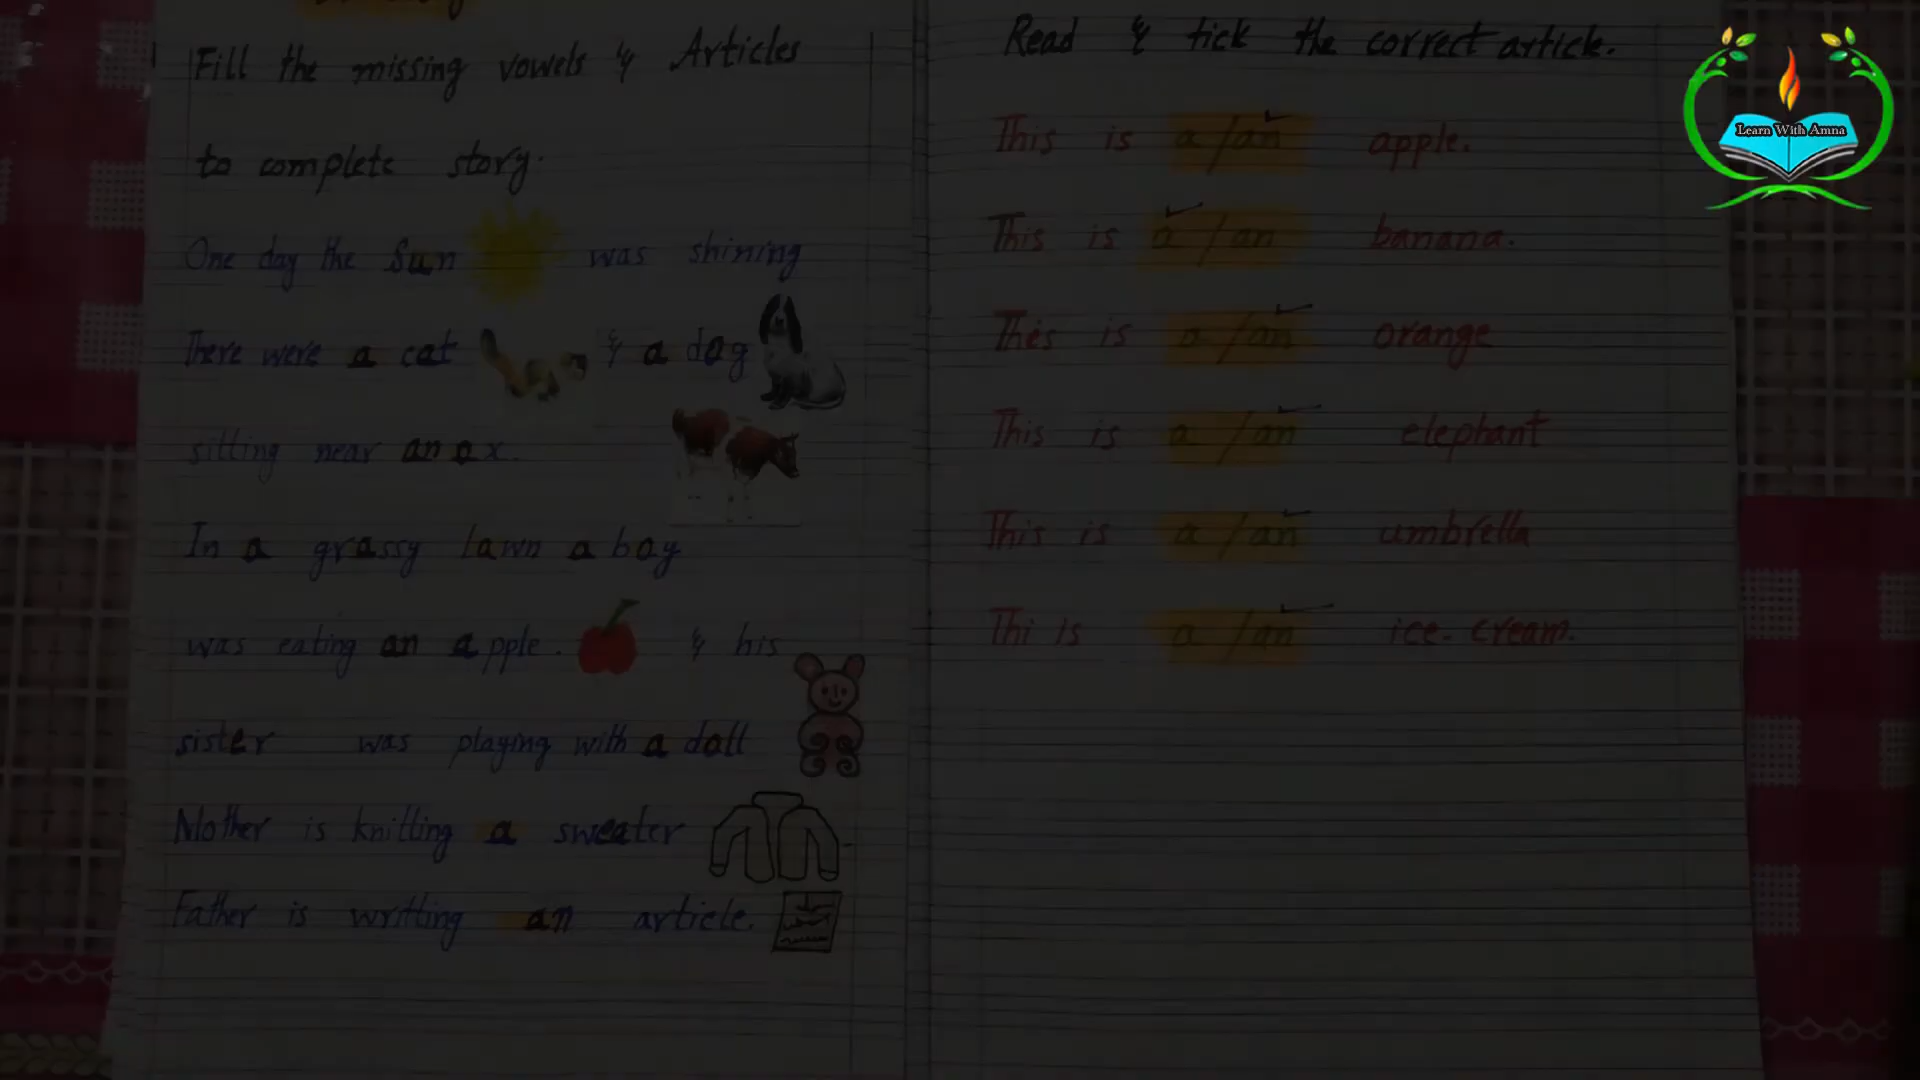 Fill the missing vowels & Articles
to complete story.
One day the Sun was shining
There were a cat & a dog
sitting near an ox.
In a grassy lawn a boy
was eating an apple. & his
sister was playing with a doll
Mother is knitting a sweater
Father is writting an article.
Read & tick the correct article.
This is a / an apple.
This is a / an banana.
This is a / an orange
This is a / an elephant
This is a / an umbrella
Thi is a / an ice-cream.
Learn With Amna